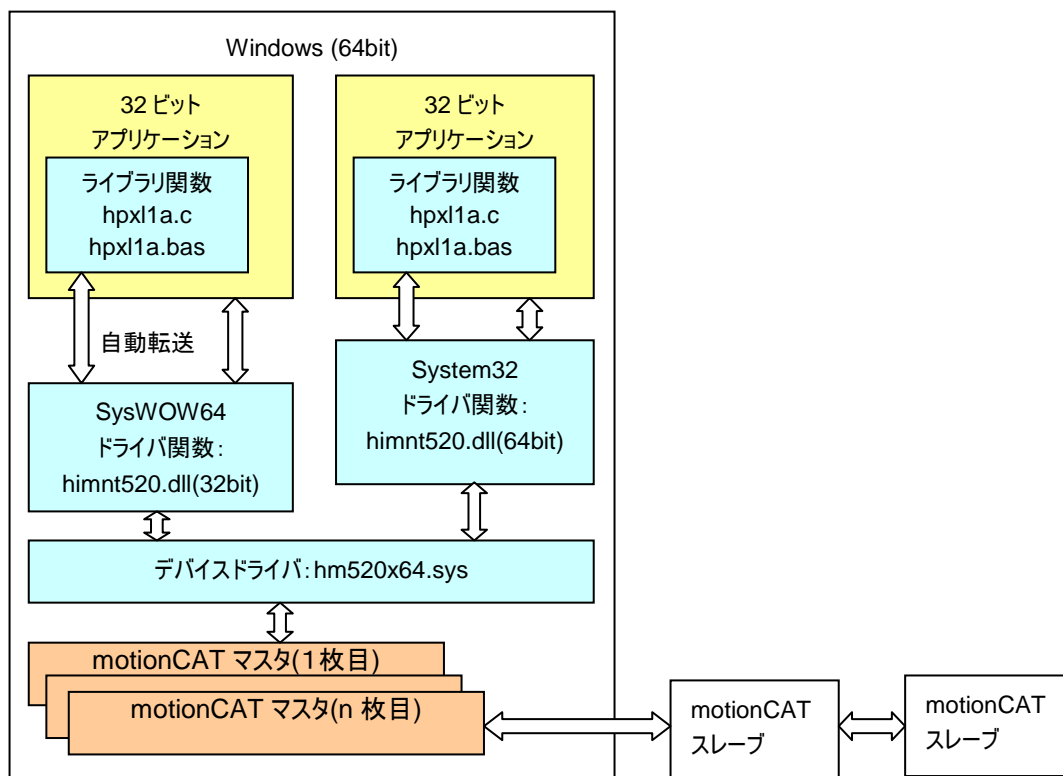 Windows (64bit)
32 ビット
アプリケーション
ライブラリ関数
hpxl1a.c
hpxl1a.bas
32 ビット
アプリケーション
ライブラリ関数
hpxl1a.c
hpxl1a.bas
自動転送
SysWOW64
ドライバ関数:
himnt520.dll(32bit)
System32
ドライバ関数:
himnt520.dll(64bit)
デバイスドライバ:hm520x64.sys
motionCAT マスタ(1枚目)
motionCAT マスタ(n 枚目)
motionCAT
スレーブ
motionCAT
スレーブ